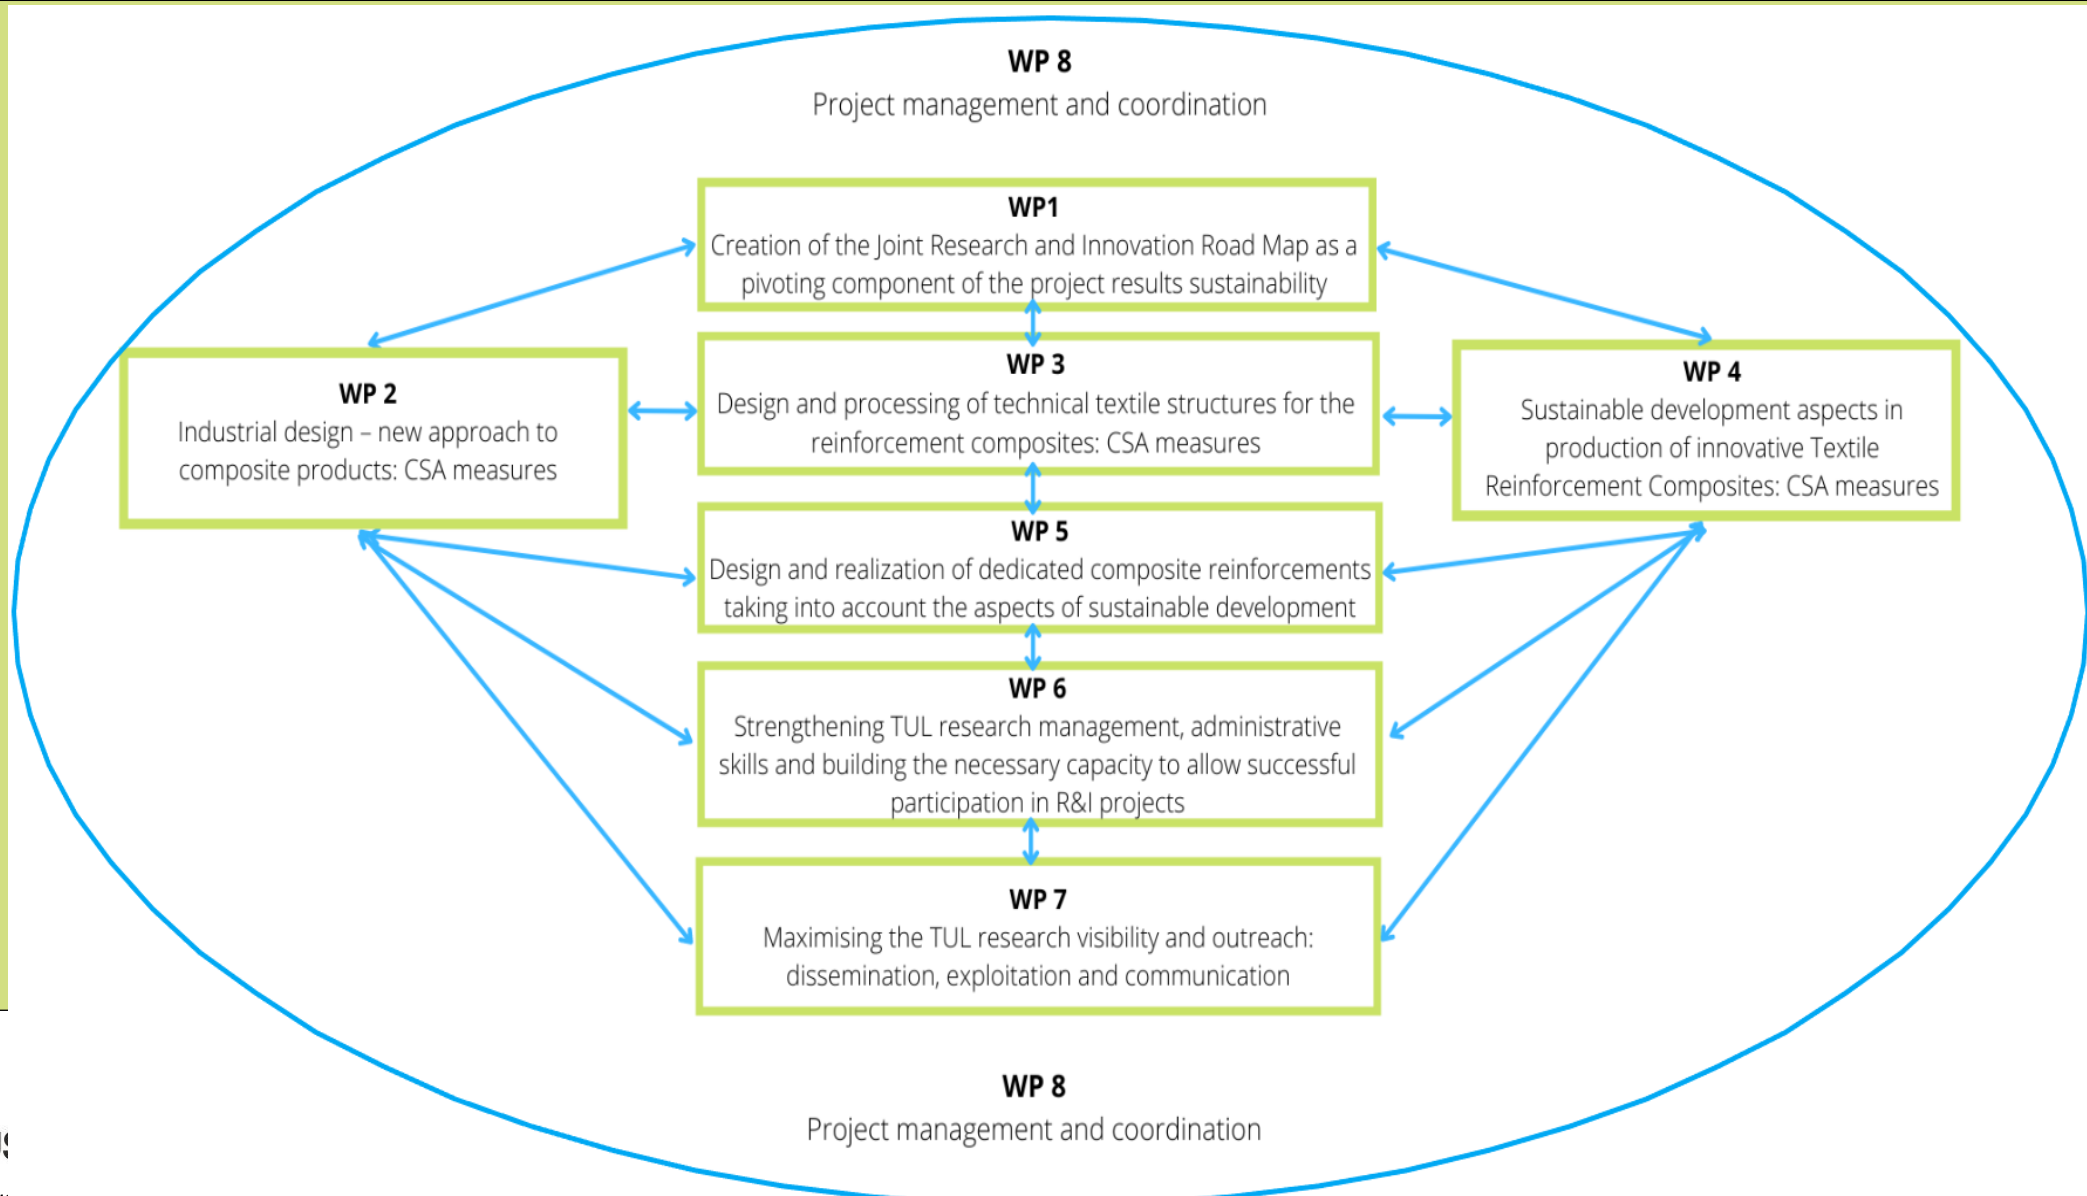 WP 8
Project management and coordination
WP1
Creation of the Joint Research and Innovation Road Map as a
pivoting component of the project results sustainability
WP 2
Industrial design – new approach to
composite products: CSA measures
WP 3
Design and processing of technical textile structures for the
reinforcement composites: CSA measures
WP 4
Sustainable development aspects in
production of innovative Textile
Reinforcement Composites: CSA measures
WP 5
Design and realization of dedicated composite reinforcements
taking into account the aspects of sustainable development
WP 6
Strengthening TUL research management, administrative
skills and building the necessary capacity to allow successful
participation in R&I projects
WP 7
Maximising the TUL research visibility and outreach:
dissemination, exploitation and communication
WP 8
Project management and coordination